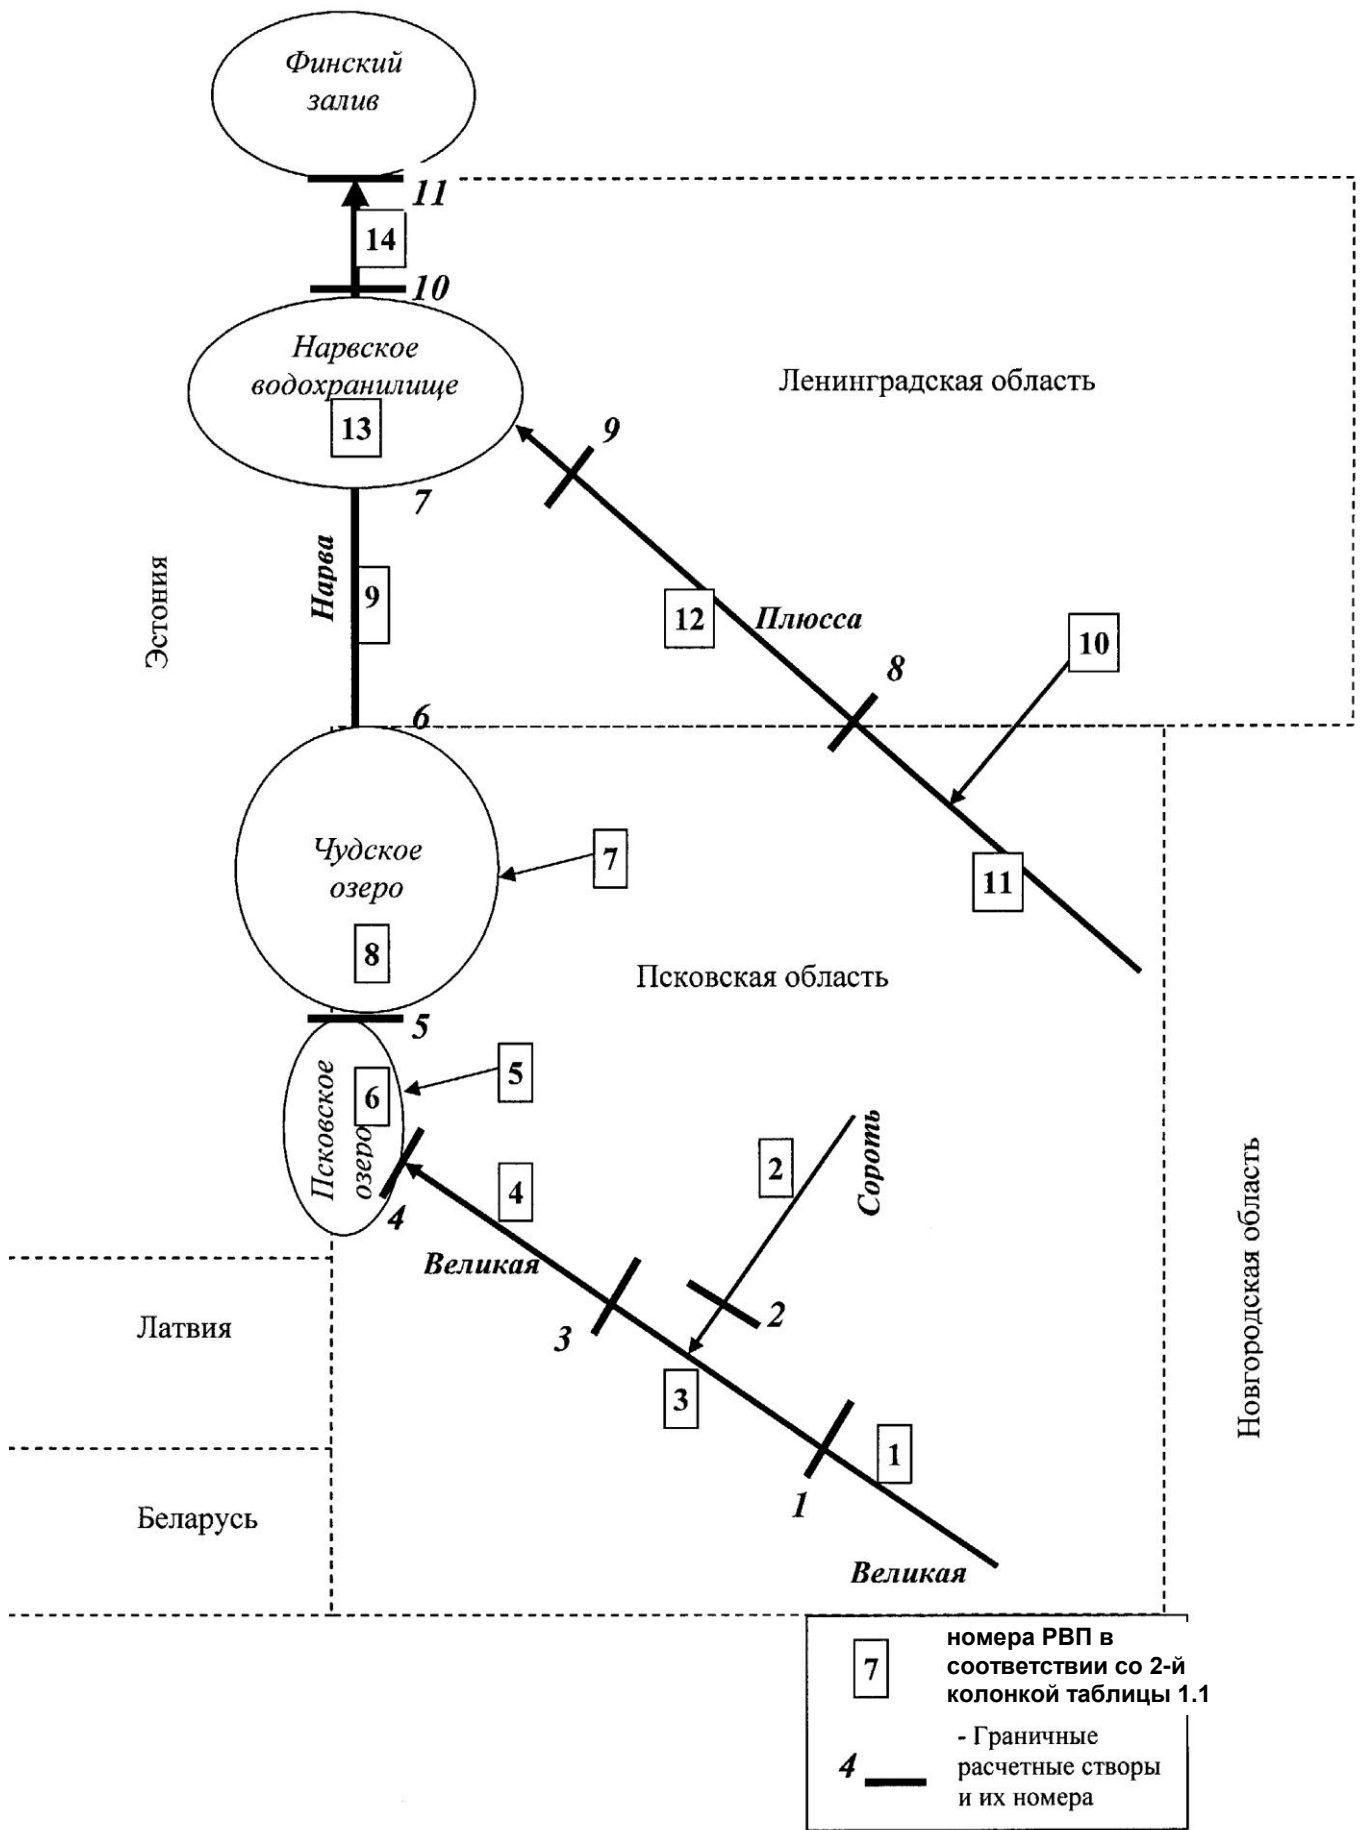 Финский
залив
11
14
10
Нарвское
водохранилище
13
Ленинградская область
9
7
Нарва
9
Эстония
12
Плюсса
10
8
6
Чудское
озеро
7
11
8
Псковская область
5
Псковское
озеро
6
5
2
Сороть
4
4
Великая
Новгородская область
2
3
Латвия
3
1
1
Беларусь
Великая
7
номера РВП в
соответствии со 2-й
колонкой таблицы 1.1
4
- Граничные
расчетные створы
и их номера